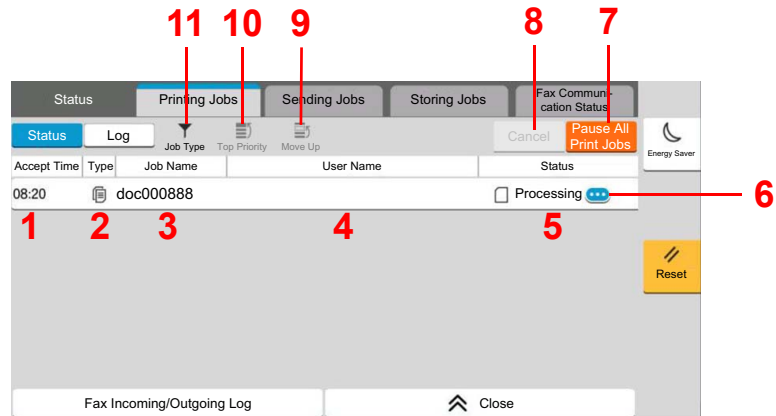 11 10 9 8 7
Status Printing Jobs Sending Jobs Storing Jobs Fax Communi-
cation Status
Status Log Job Type Top Priority Move Up Cancel Pause All
Print Jobs
Energy Saver
Accept Time Type Job Name User Name Status
08:20 doc000888 Processing
6
1 2 3 4 5
Reset
Fax Incoming/Outgoing Log Close